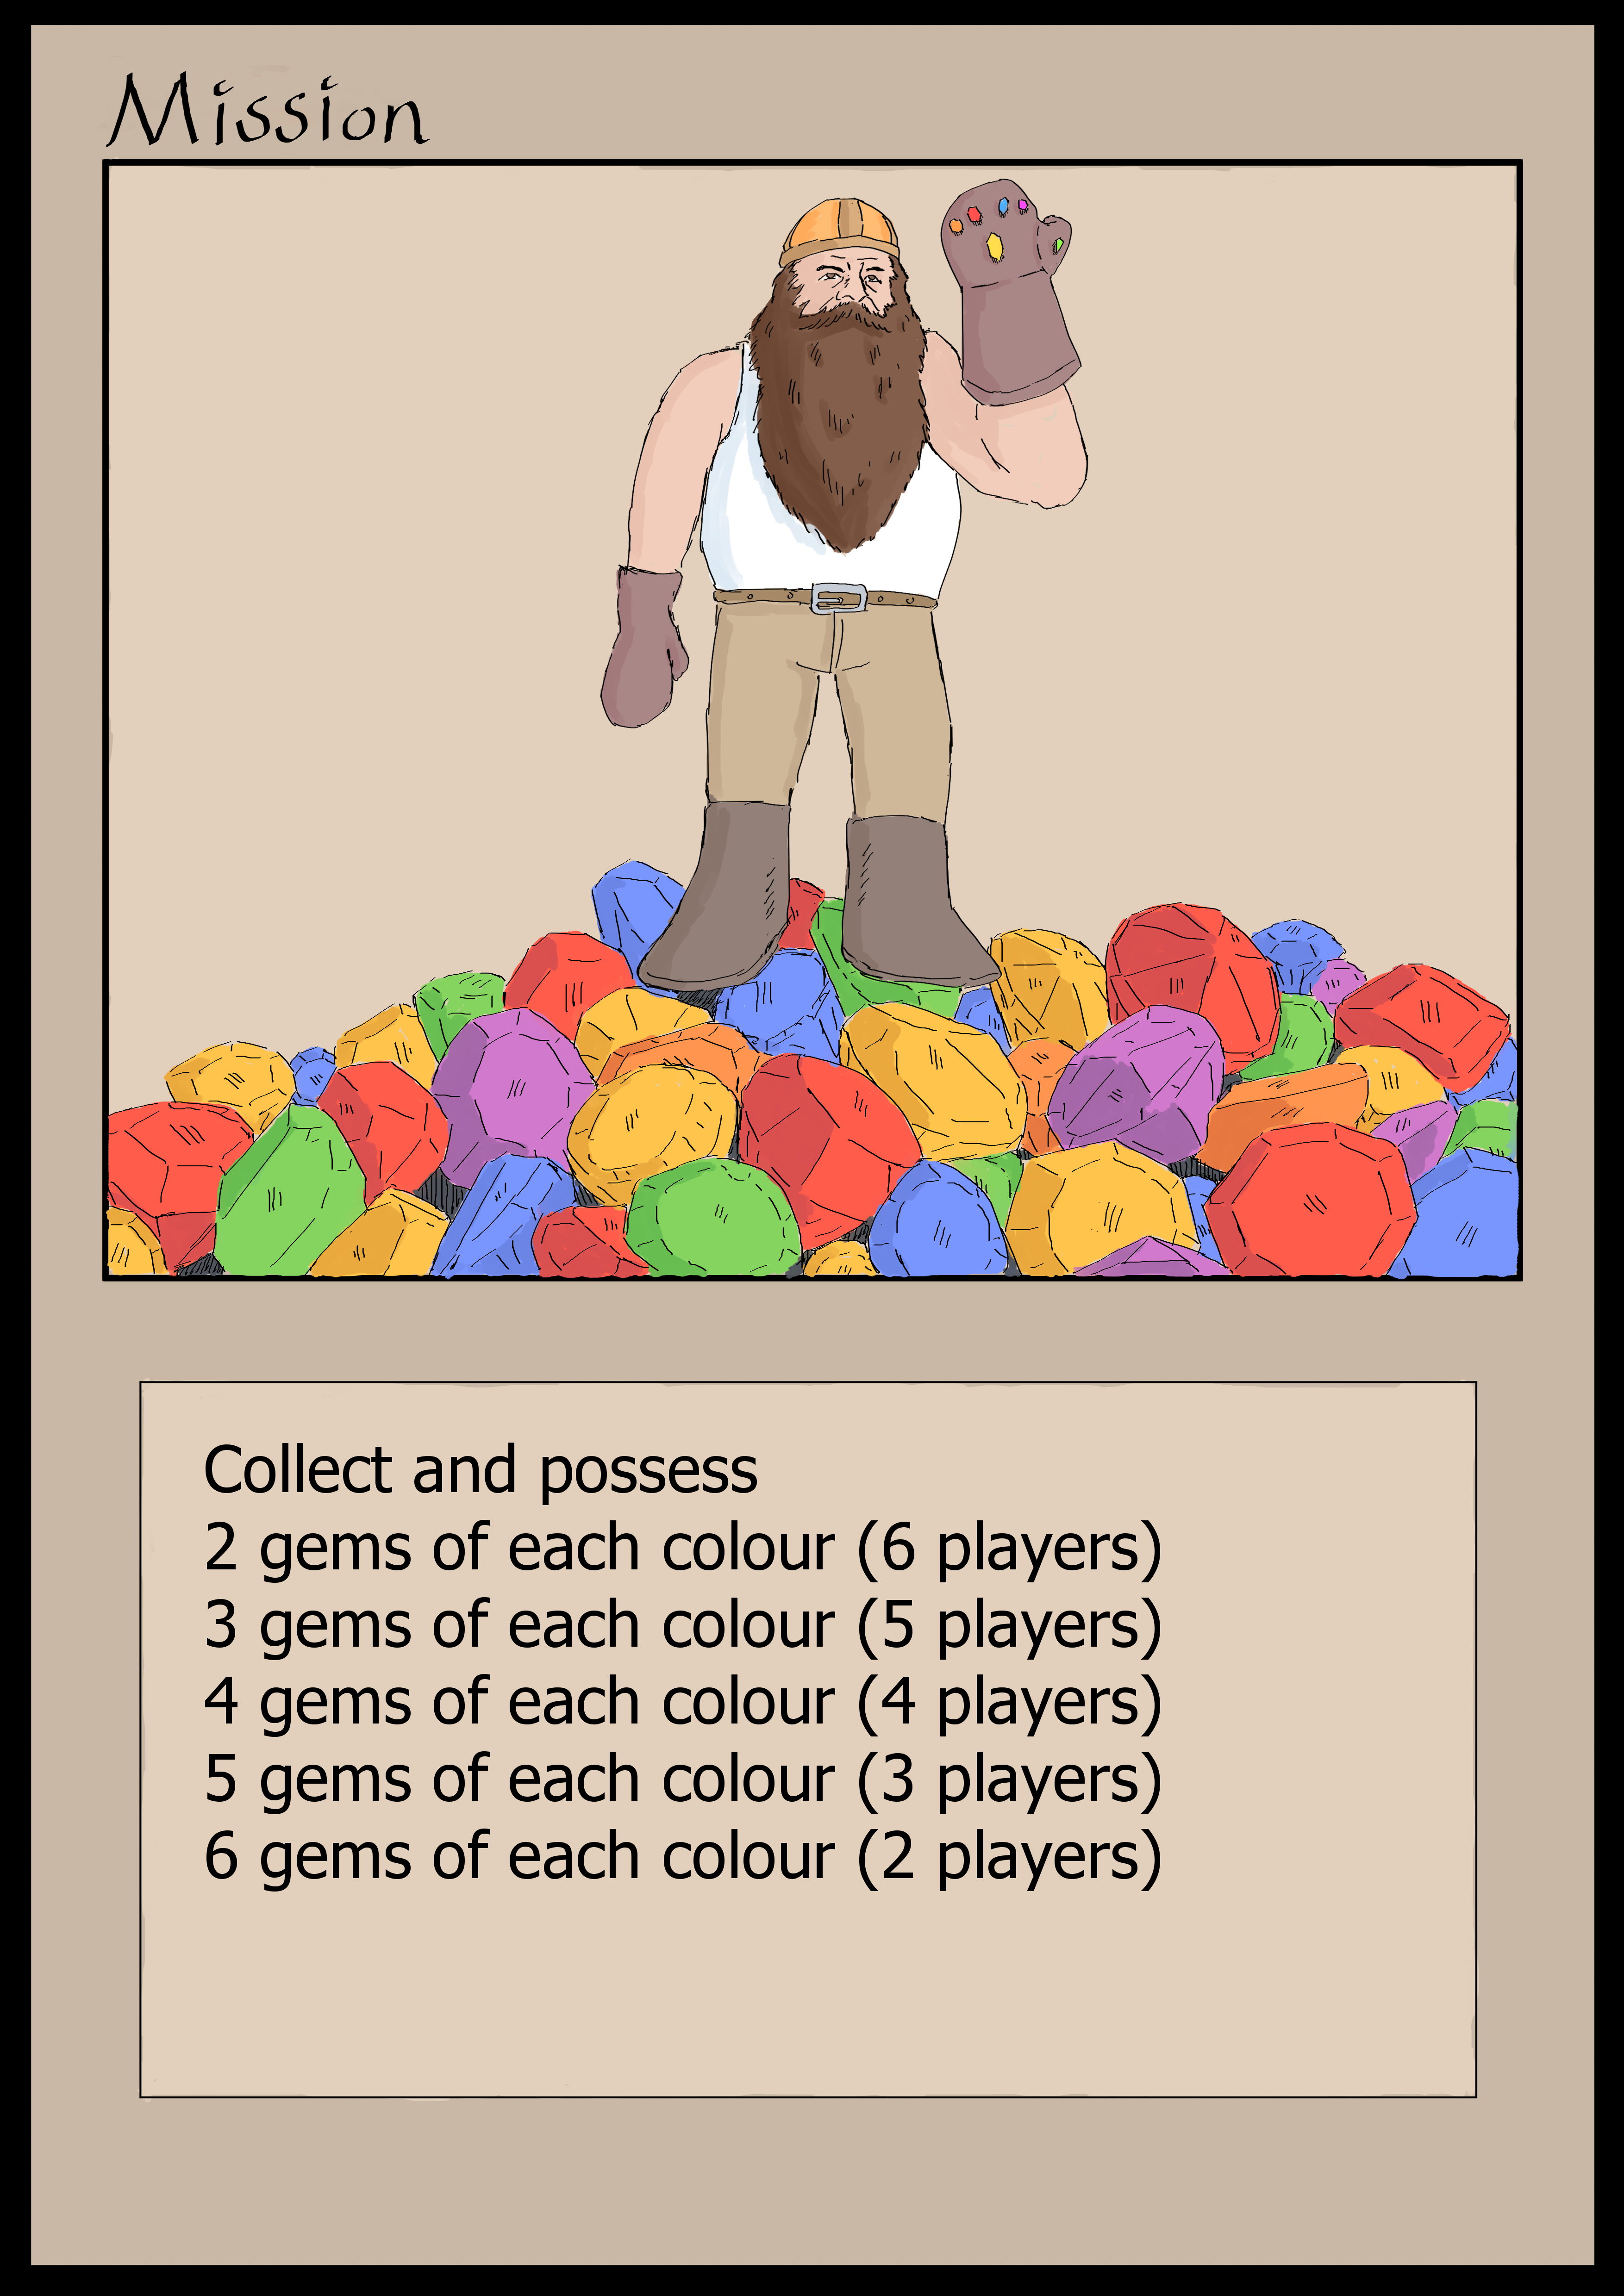 Mission
Collect and possess
2 gems of each colour (6 players)
3 gems of each colour (5 players)
4 gems of each colour (4 players)
5 gems of each colour (3 players)
6 gems of each colour (2 players)